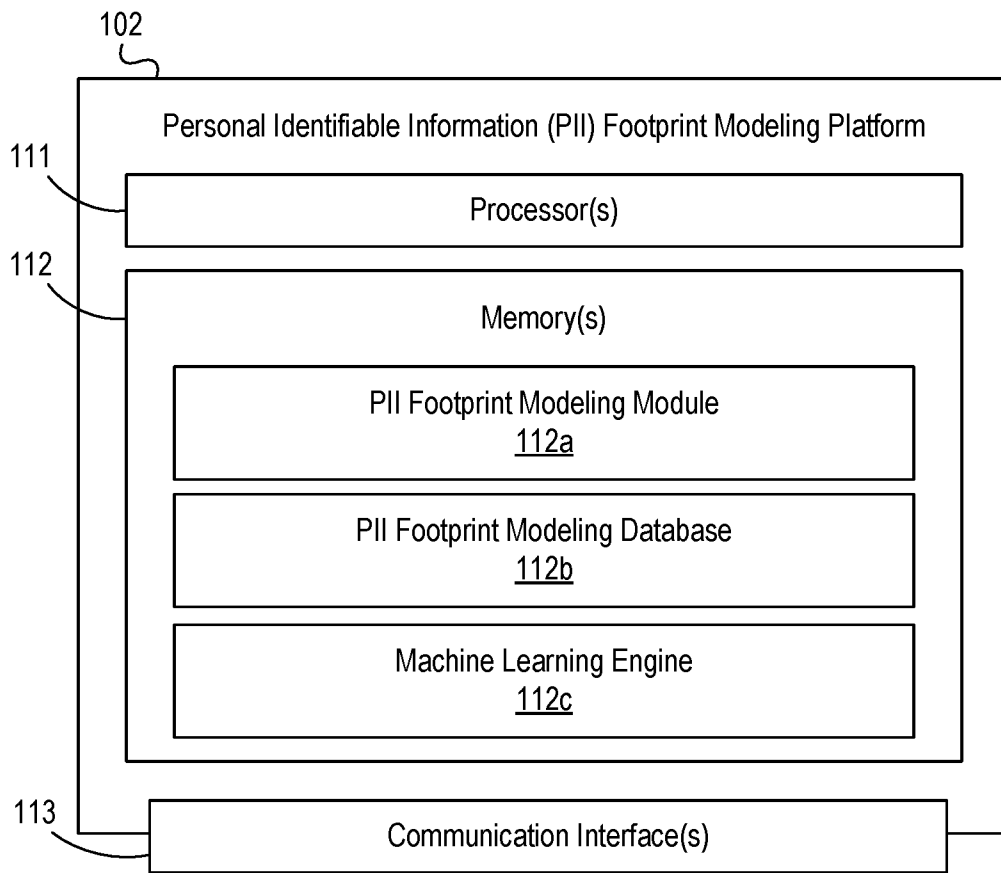 102
Personal Identifiable Information (PII) Footprint Modeling Platform
111
Processor(s)
112
Memory(s)
PII Footprint Modeling Module
112a
PII Footprint Modeling Database
112b
Machine Learning Engine
112c
113
Communication Interface(s)